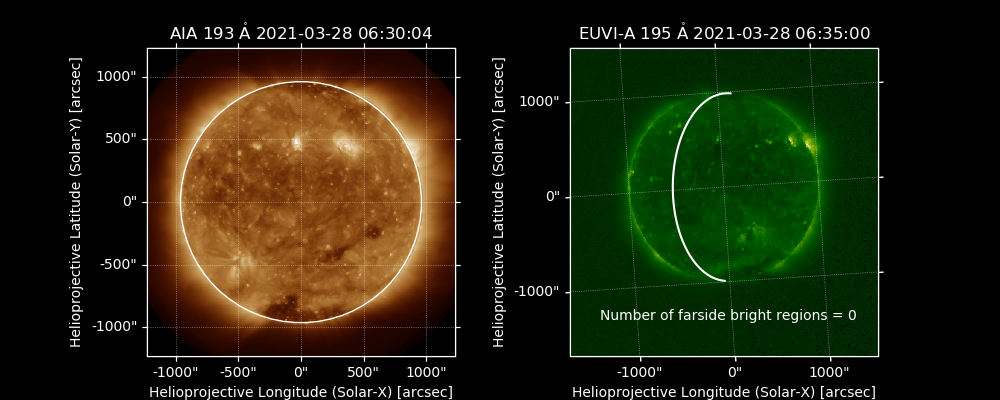 AIA 193 Å 2021-03-28 06:30:04
Helioprojective Latitude (Solar-Y) [arcsec]
1000"
500"
0"
-500"
-1000"
-1000" -500" 0" 500" 1000"
Helioprojective Longitude (Solar-X) [arcsec]
EUVI-A 195 Å 2021-03-28 06:35:00
Helioprojective Latitude (Solar-Y) [arcsec]
1000"
0"
-1000"
Number of farside bright regions = 0
-1000" 0" 1000"
Helioprojective Longitude (Solar-X) [arcsec]